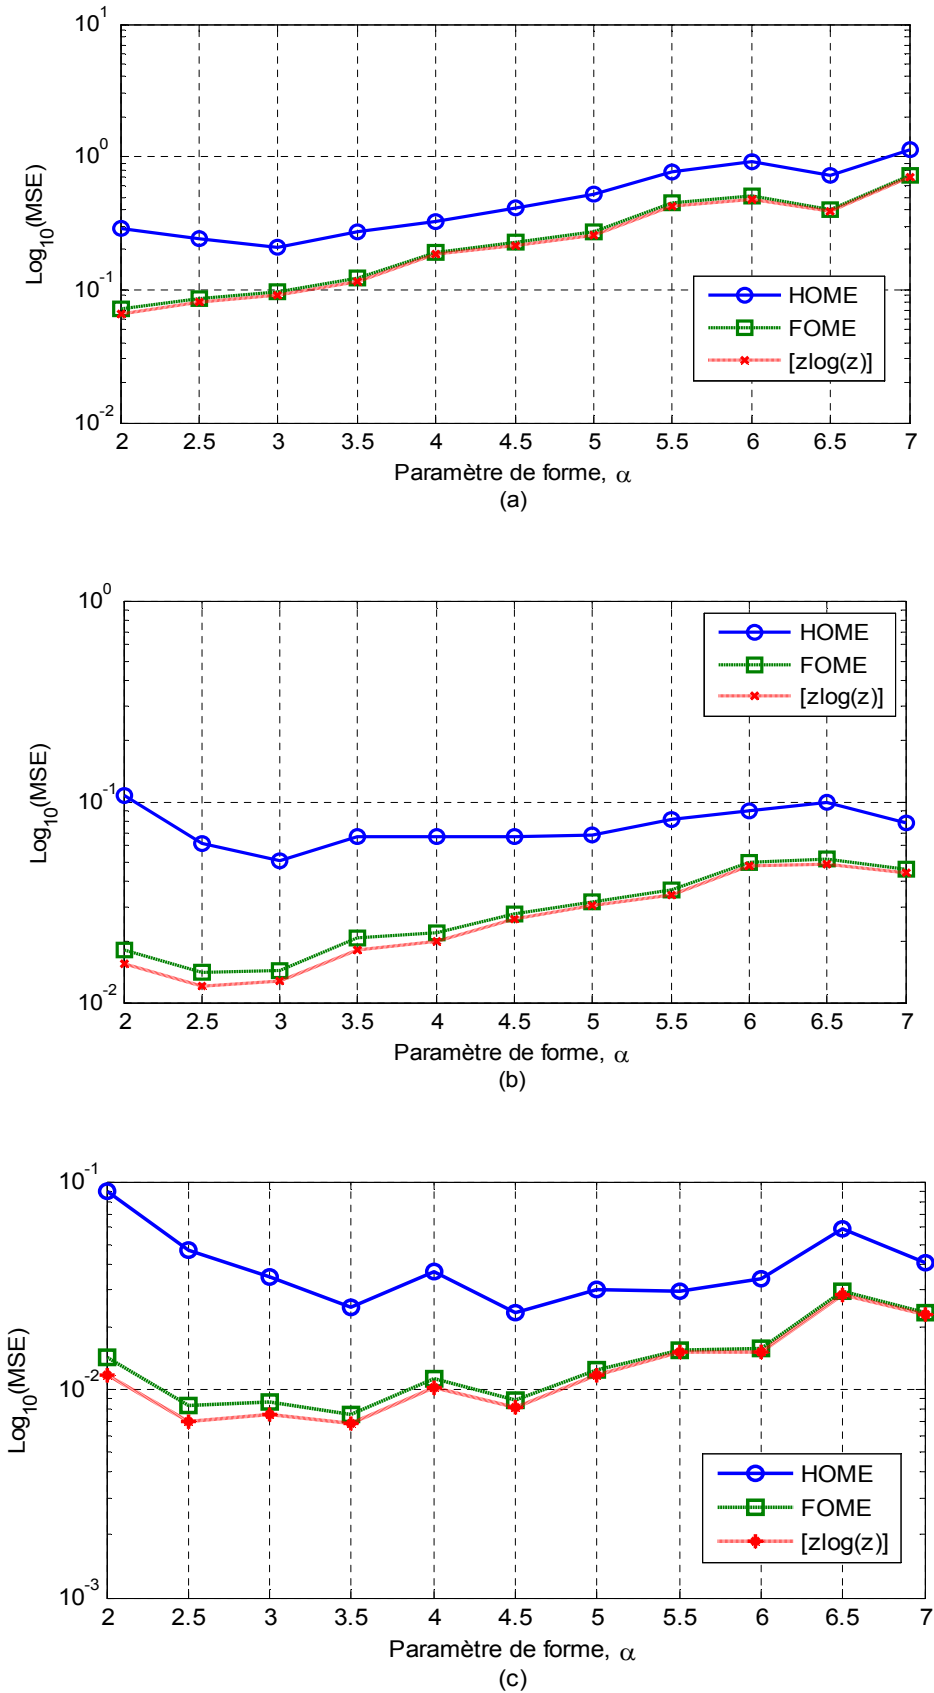 10^1
10^0
10^-1
10^-2
Log10(MSE)
HOME
FOME
[zlog(z)]
2 2.5 3 3.5 4 4.5 5 5.5 6 6.5 7
Paramètre de forme, α
(a)
10^0
10^-1
10^-2
Log10(MSE)
HOME
FOME
[zlog(z)]
2 2.5 3 3.5 4 4.5 5 5.5 6 6.5 7
Paramètre de forme, α
(b)
10^-1
10^-2
10^-3
Log10(MSE)
HOME
FOME
[zlog(z)]
2 2.5 3 3.5 4 4.5 5 5.5 6 6.5 7
Paramètre de forme, α
(c)